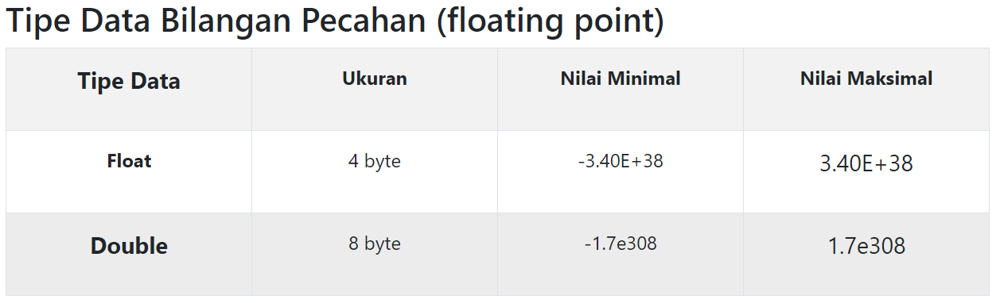 Tipe Data Bilangan Pecahan (floating point)
Tipe Data Ukuran Nilai Minimal Nilai Maksimal
Float 4 byte -3.40E+38 3.40E+38
Double 8 byte -1.7e308 1.7e308